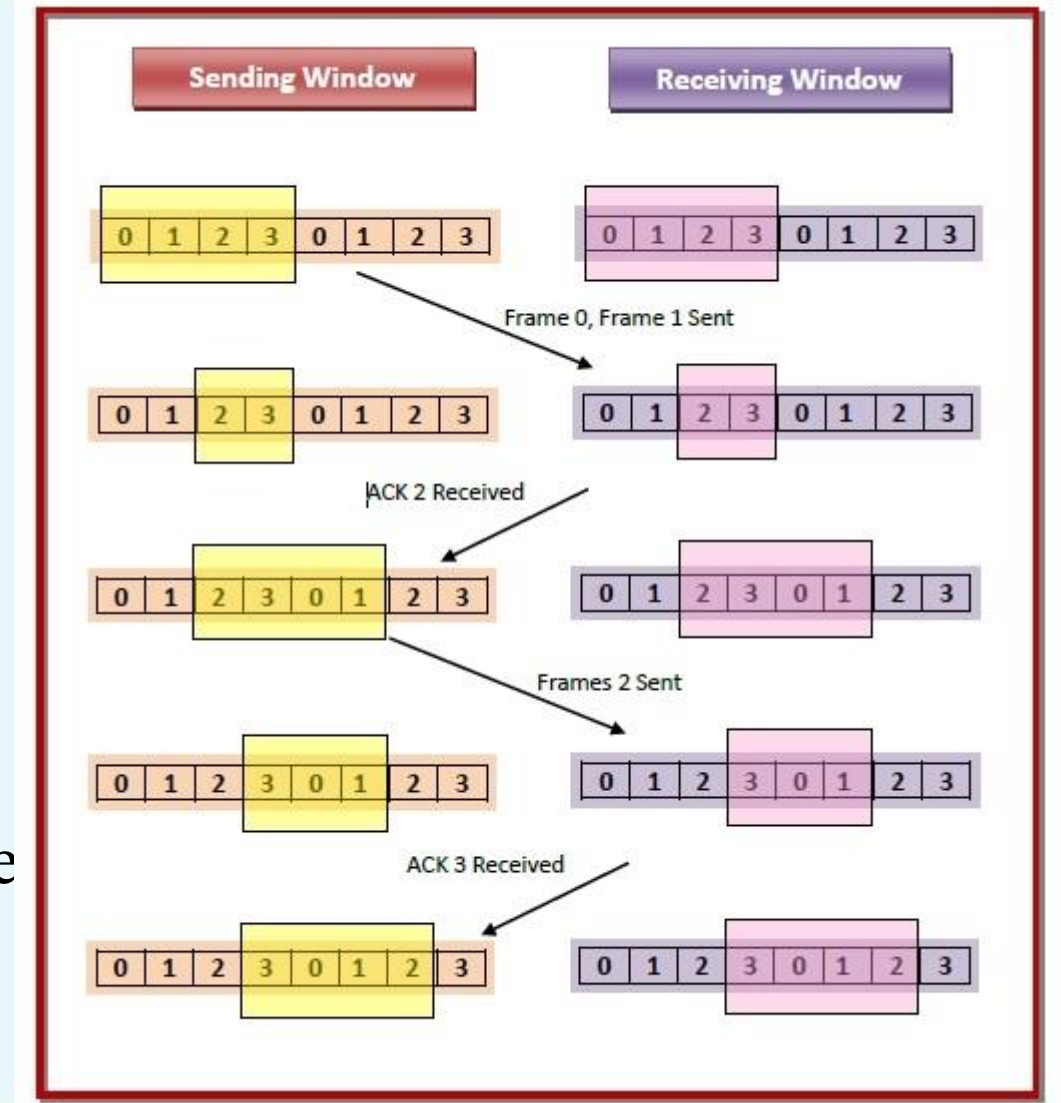 Sending Window
Receiving Window
0 1 2 3 0 1 2 3
0 1 2 3 0 1 2 3
Frame 0, Frame 1 Sent
0 1 2 3 0 1 2 3
0 1 2 3 0 1 2 3
ACK 2 Received
0 1 2 3 0 1 2 3
0 1 2 3 0 1 2 3
Frames 2 Sent
0 1 2 3 0 1 2 3
0 1 2 3 0 1 2 3
e
ACK 3 Received
0 1 2 3 0 1 2 3
0 1 2 3 0 1 2 3